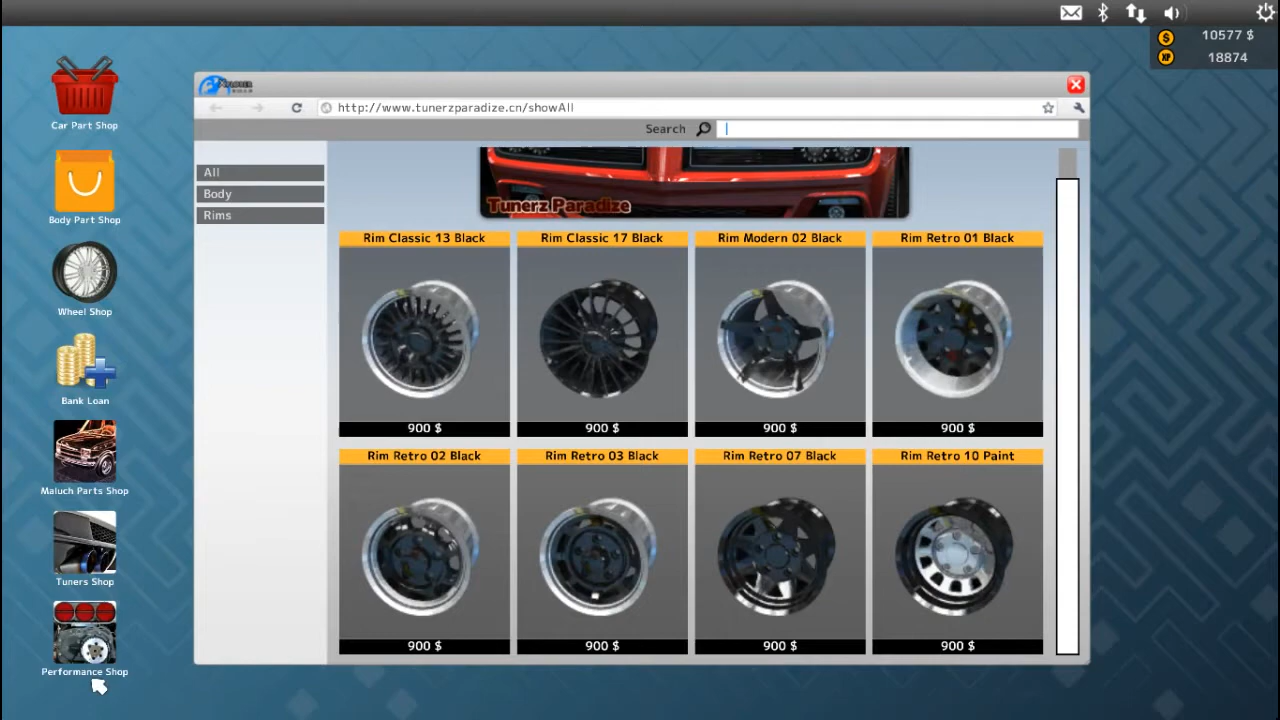 10577 $
18874
http://www.tunerzparadize.cn/showAll
Search
All
Body
Rims
Tunerz Paradize
Rim Classic 13 Black
Rim Classic 17 Black
Rim Modern 02 Black
Rim Retro 01 Black
900 $
900 $
900 $
900 $
Rim Retro 02 Black
Rim Retro 03 Black
Rim Retro 07 Black
Rim Retro 10 Paint
900 $
900 $
900 $
900 $
Car Part Shop
Body Part Shop
Wheel Shop
Bank Loan
Maluch Parts Shop
Tuners Shop
Performance Shop